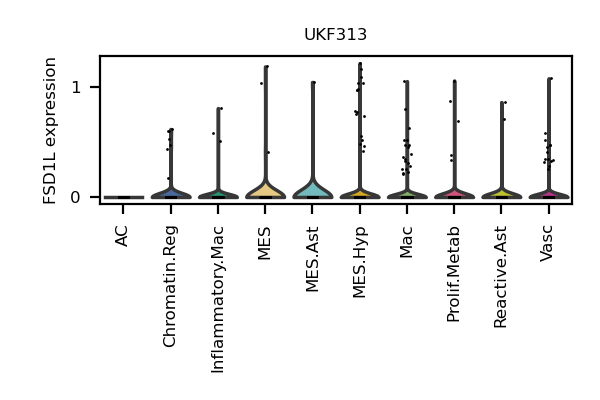 UKF313
FSD1L expression
1
0
AC
Chromatin.Reg
Inflammatory.Mac
MES
MES.Ast
MES.Hyp
Mac
Prolif.Metab
Reactive.Ast
Vasc